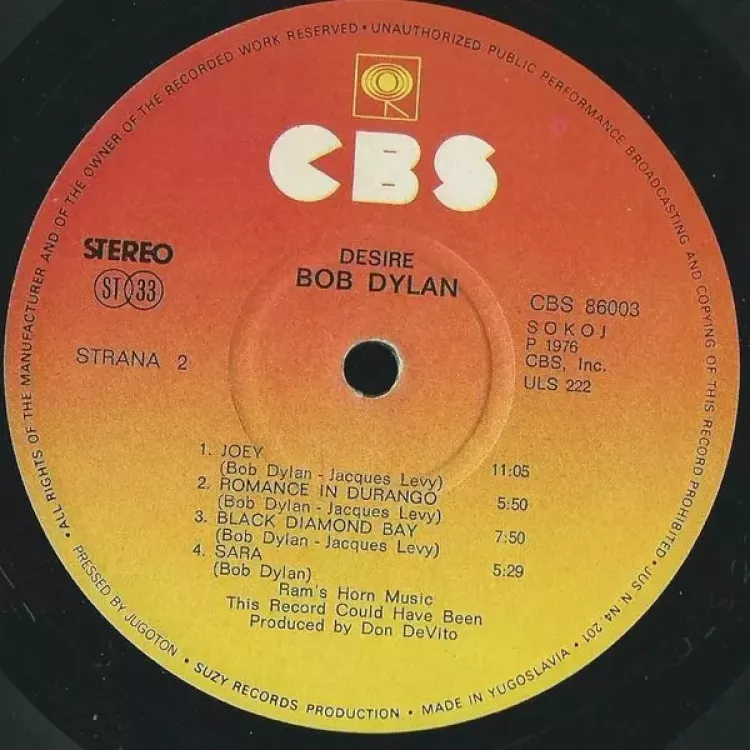 • ALL RIGHTS OF THE MANUFACTURER AND OF THE OWNER OF THE RECORDED WORK RESERVED • UNAUTHORIZED PUBLIC PERFORMANCE BROADCASTING AND COPYING OF THIS RECORD PROHIBITED • JUS N. N4 201 •
CBS
STEREO
ST 33
STRANA 2
DESIRE
BOB DYLAN
CBS 86003
SOKOJ
P 1976
CBS, Inc.
ULS 222
1. JOEY
(Bob Dylan - Jacques Levy) 11:05
2. ROMANCE IN DURANGO
(Bob Dylan - Jacques Levy) 5:50
3. BLACK DIAMOND BAY
(Bob Dylan - Jacques Levy) 7:50
4. SARA
(Bob Dylan) 5:29
Ram's Horn Music
This Record Could Have Been
Produced by Don DeVito
PRESSED BY JUGOTON • SUZY RECORDS PRODUCTION • MADE IN YUGOSLAVIA •